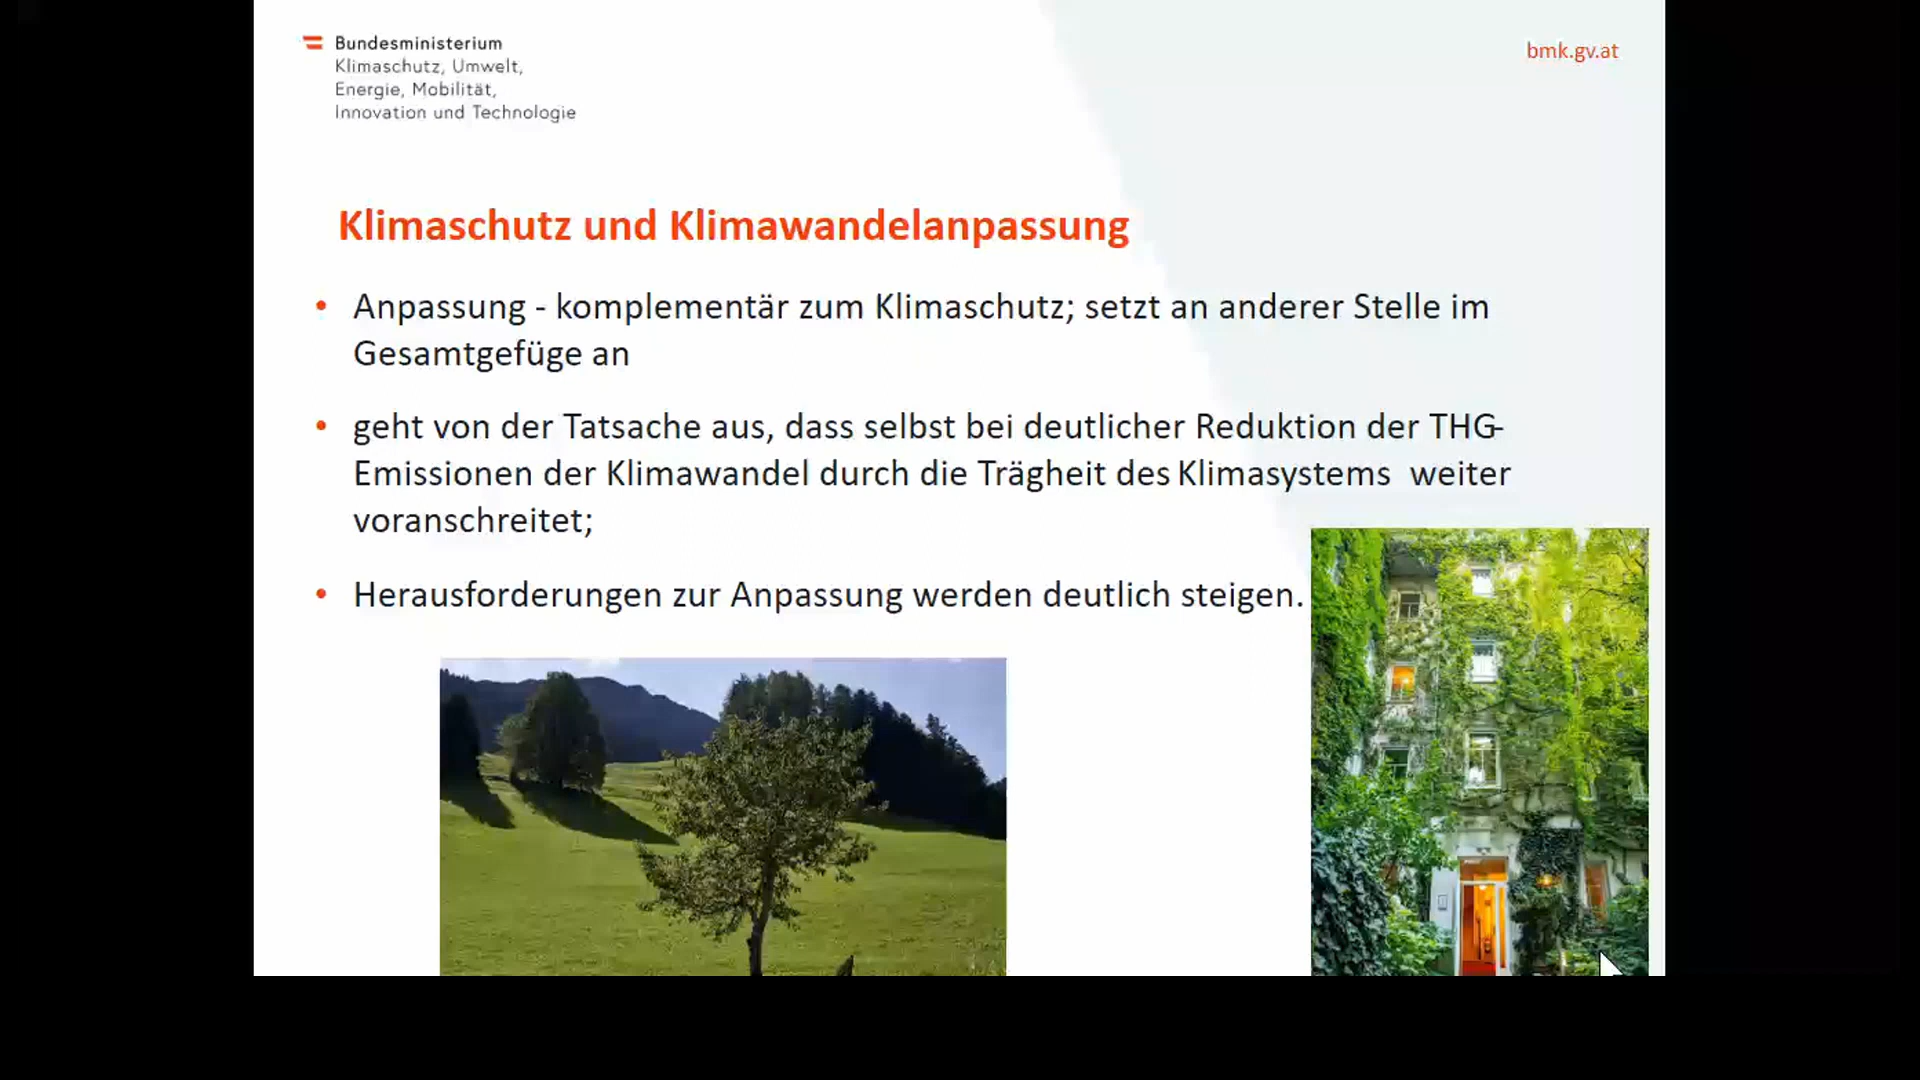 Bundesministerium
Klimaschutz, Umwelt,
Energie, Mobilität,
Innovation und Technologie
bmk.gv.at
Klimaschutz und Klimawandelanpassung
• Anpassung - komplementär zum Klimaschutz; setzt an anderer Stelle im
Gesamtgefüge an
• geht von der Tatsache aus, dass selbst bei deutlicher Reduktion der THG-
Emissionen der Klimawandel durch die Trägheit des Klimasystems weiter
voranschreitet;
• Herausforderungen zur Anpassung werden deutlich steigen.